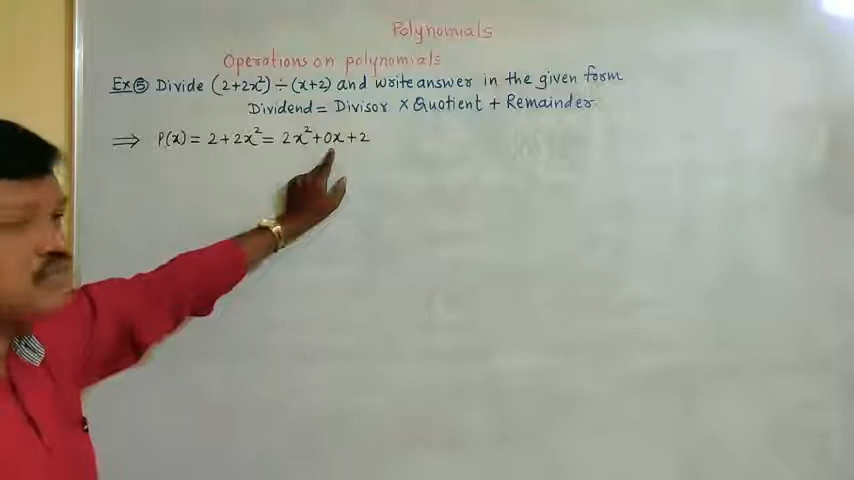 Polynomials
Operations on polynomials
Ex⑤ Divide (2+2x²) ÷ (x+2) and write answer in the given form
Dividend = Divisor × Quotient + Remainder.
⇒ P(x) = 2+2x² = 2x²+0x+2